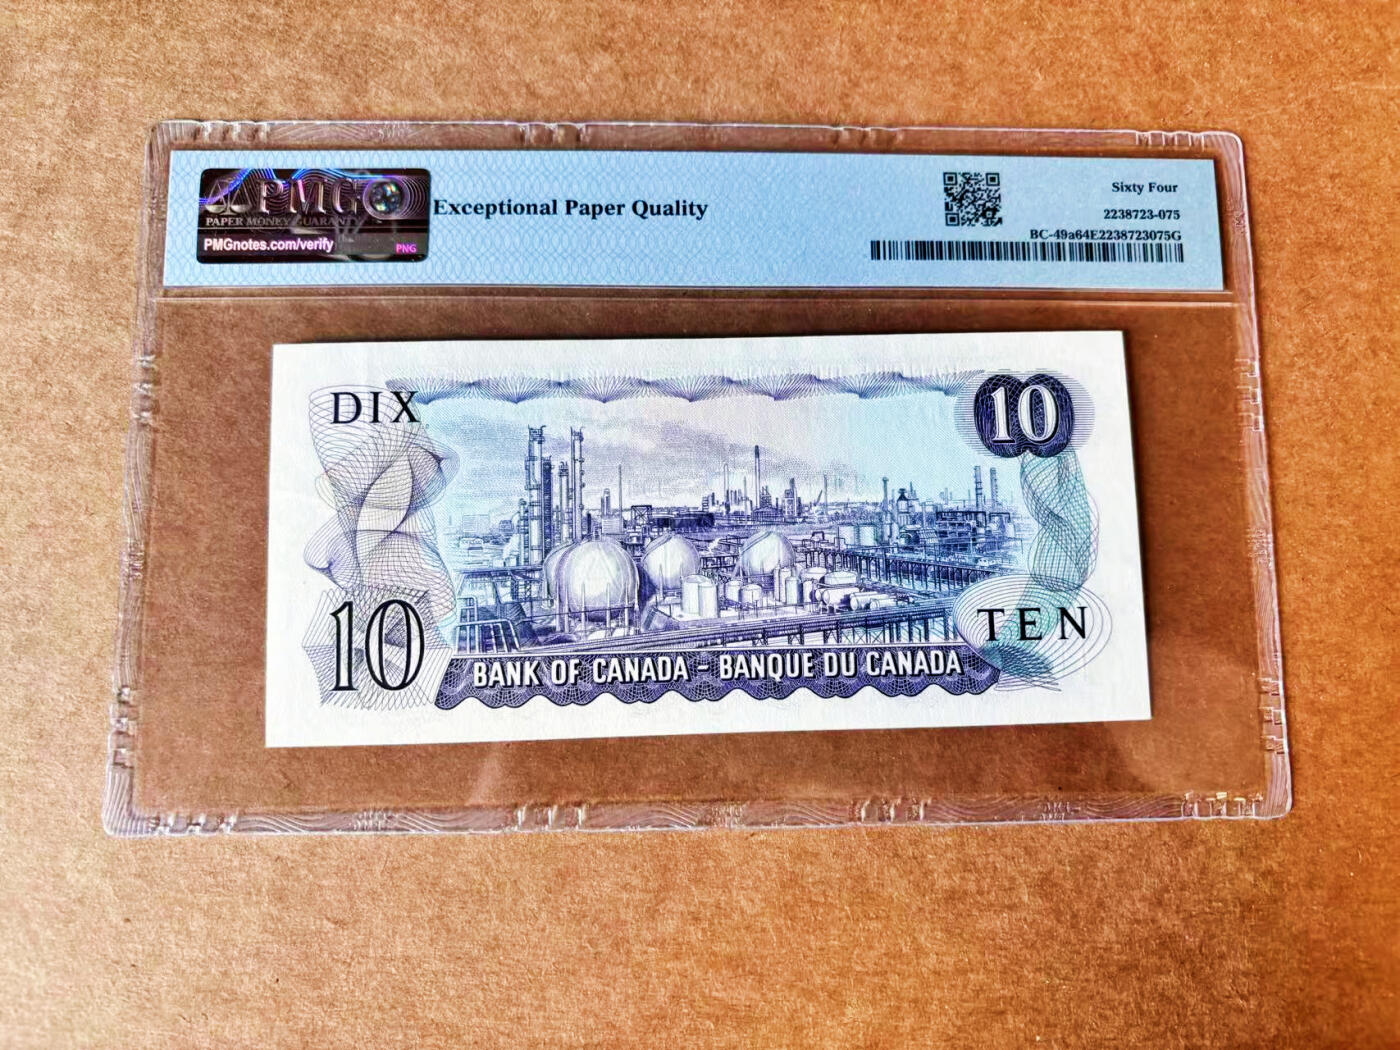 PMG
PAPER MONEY GUARANTY
PMGnotes.com/verify
PNG
Exceptional Paper Quality
Sixty Four
2238723-075
BC-49a64E2238723075G
DIX
10
10
TEN
BANK OF CANADA - BANQUE DU CANADA